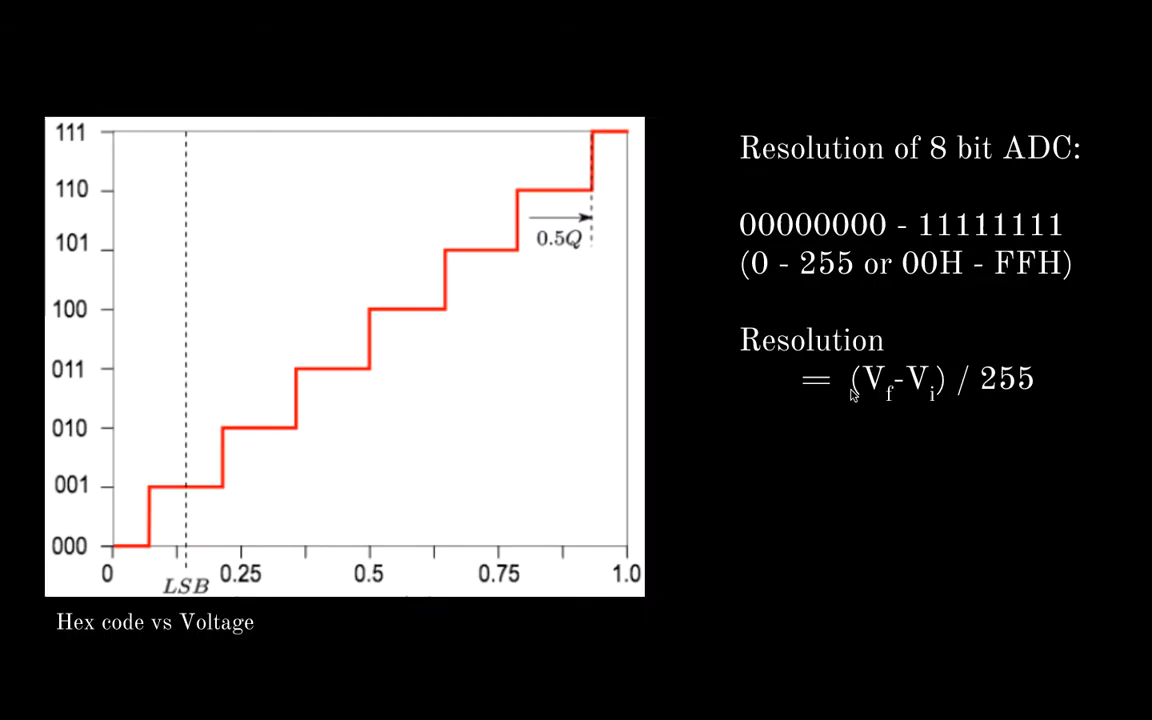 111
110
101
100
011
010
001
000
0.5Q
0 0.25 0.5 0.75 1.0
LSB
Hex code vs Voltage
Resolution of 8 bit ADC:
00000000 - 11111111
(0 - 255 or 00H - FFH)
Resolution
= (Vf-Vi) / 255